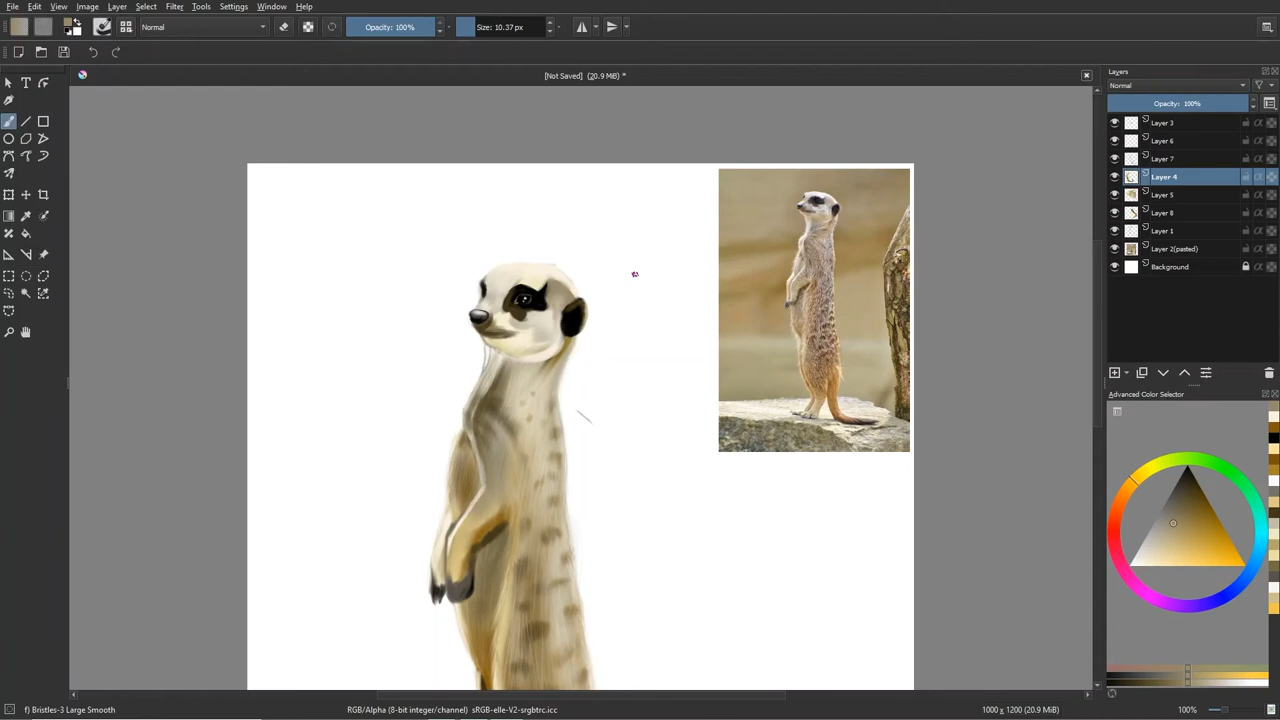 File Edit View Image Layer Select Filter Tools Settings Window Help
Normal Opacity: 100% Size: 10.37 px
[Not Saved] (20.9 MiB) *
Layers
Normal
Opacity: 100%
Layer 3
Layer 6
Layer 7
Layer 4
Layer 5
Layer 8
Layer 1
Layer 2(pasted)
Background
Advanced Color Selector
f) Bristles-3 Large Smooth RGB/Alpha (8-bit integer/channel) sRGB-elle-V2-srgbtrc.icc 1000 x 1200 (20.9 MiB) 100%